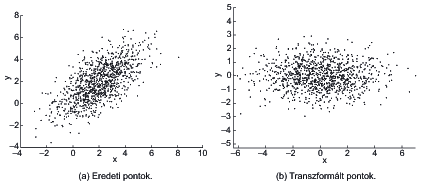 8
6
4
y
2
0
−2
−4
−4 −2 0 2 4 6 8 10
x
(a) Eredeti pontok.
5
4
3
2
1
y
0
−1
−2
−3
−4
−5
−6 −4 −2 0 2 4 6
x
(b) Transzformált pontok.